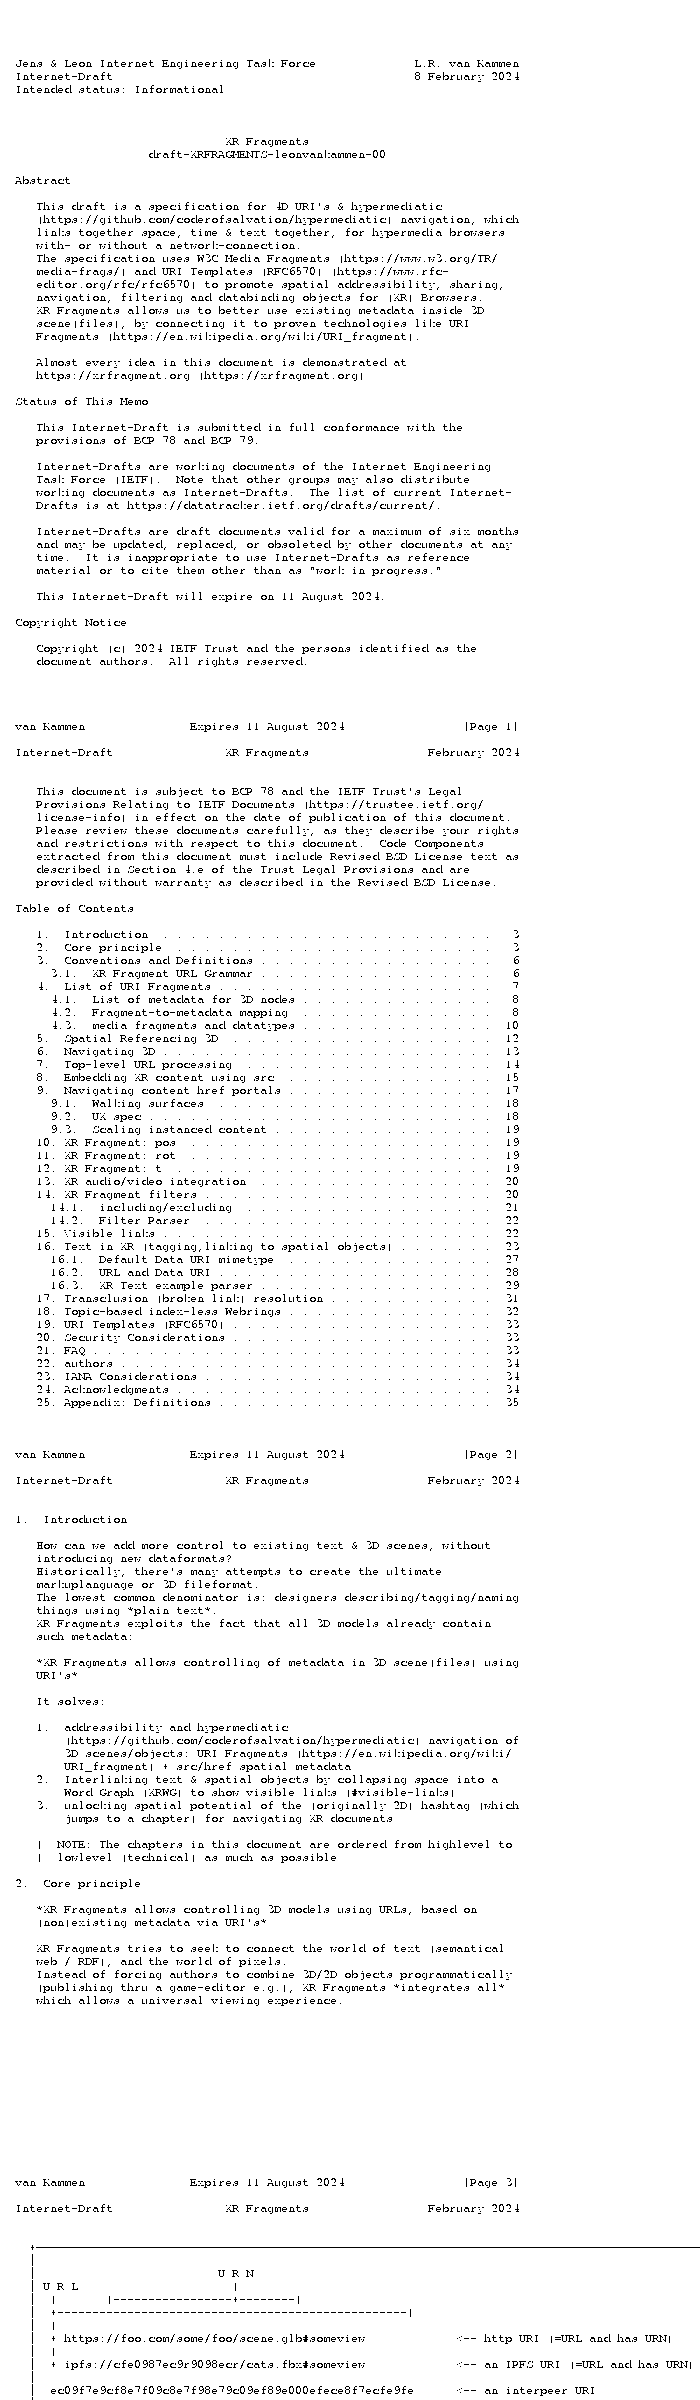 Jens & Leon Internet Engineering Task Force                L.R. van Kammen
Internet-Draft                                             8 February 2024
Intended status: Informational
XR Fragments
draft-XRFRAGMENTS-leonvankammen-00
Abstract
This draft is a specification for 4D URI's & hypermediatic
(https://github.com/coderofsalvation/hypermediatic) navigation, which
links together space, time & text together, for hypermedia browsers
with- or without a network-connection.
The specification uses W3C Media Fragments (https://www.w3.org/TR/
media-frags/) and URI Templates (RFC6570) (https://www.rfc-
editor.org/rfc/rfc6570) to promote spatial addressibility, sharing,
navigation, filtering and databinding objects for (XR) Browsers.
XR Fragments allows us to better use existing metadata inside 3D
scene(files), by connecting it to proven technologies like URI
Fragments (https://en.wikipedia.org/wiki/URI_fragment).
Almost every idea in this document is demonstrated at
https://xrfragment.org (https://xrfragment.org)
Status of This Memo
This Internet-Draft is submitted in full conformance with the
provisions of BCP 78 and BCP 79.
Internet-Drafts are working documents of the Internet Engineering
Task Force (IETF).  Note that other groups may also distribute
working documents as Internet-Drafts.  The list of current Internet-
Drafts is at https://datatracker.ietf.org/drafts/current/.
Internet-Drafts are draft documents valid for a maximum of six months
and may be updated, replaced, or obsoleted by other documents at any
time.  It is inappropriate to use Internet-Drafts as reference
material or to cite them other than as "work in progress."
This Internet-Draft will expire on 11 August 2024.
Copyright Notice
Copyright (c) 2024 IETF Trust and the persons identified as the
document authors.  All rights reserved.
van Kammen               Expires 11 August 2024                 [Page 1]
Internet-Draft                XR Fragments                 February 2024
This document is subject to BCP 78 and the IETF Trust's Legal
Provisions Relating to IETF Documents (https://trustee.ietf.org/
license-info) in effect on the date of publication of this document.
Please review these documents carefully, as they describe your rights
and restrictions with respect to this document.  Code Components
extracted from this document must include Revised BSD License text as
described in Section 4.e of the Trust Legal Provisions and are
provided without warranty as described in the Revised BSD License.
Table of Contents
1.  Introduction  . . . . . . . . . . . . . . . . . . . . . . . .   3
2.  Core principle  . . . . . . . . . . . . . . . . . . . . . . .   3
3.  Conventions and Definitions . . . . . . . . . . . . . . . . .   6
3.1.  XR Fragment URL Grammar . . . . . . . . . . . . . . . . .   6
4.  List of URI Fragments . . . . . . . . . . . . . . . . . . . .   7
4.1.  List of metadata for 3D nodes . . . . . . . . . . . . . .   8
4.2.  Fragment-to-metadata mapping  . . . . . . . . . . . . . .   8
4.3.  media fragments and datatypes . . . . . . . . . . . . . .  10
5.  Spatial Referencing 3D  . . . . . . . . . . . . . . . . . . .  12
6.  Navigating 3D . . . . . . . . . . . . . . . . . . . . . . . .  13
7.  Top-level URL processing  . . . . . . . . . . . . . . . . . .  14
8.  Embedding XR content using src  . . . . . . . . . . . . . . .  15
9.  Navigating content href portals . . . . . . . . . . . . . . .  17
9.1.  Walking surfaces  . . . . . . . . . . . . . . . . . . . .  18
9.2.  UX spec . . . . . . . . . . . . . . . . . . . . . . . . .  18
9.3.  Scaling instanced content . . . . . . . . . . . . . . . .  19
10. XR Fragment: pos  . . . . . . . . . . . . . . . . . . . . . .  19
11. XR Fragment: rot  . . . . . . . . . . . . . . . . . . . . . .  19
12. XR Fragment: t  . . . . . . . . . . . . . . . . . . . . . . .  19
13. XR audio/video integration  . . . . . . . . . . . . . . . . .  20
14. XR Fragment filters . . . . . . . . . . . . . . . . . . . . .  20
14.1.  including/excluding  . . . . . . . . . . . . . . . . . .  21
14.2.  Filter Parser  . . . . . . . . . . . . . . . . . . . . .  22
15. Visible links . . . . . . . . . . . . . . . . . . . . . . . .  22
16. Text in XR (tagging,linking to spatial objects) . . . . . . .  23
16.1.  Default Data URI mimetype  . . . . . . . . . . . . . . .  27
16.2.  URL and Data URI . . . . . . . . . . . . . . . . . . . .  28
16.3.  XR Text example parser . . . . . . . . . . . . . . . . .  29
17. Transclusion (broken link) resolution . . . . . . . . . . . .  31
18. Topic-based index-less Webrings . . . . . . . . . . . . . . .  32
19. URI Templates (RFC6570) . . . . . . . . . . . . . . . . . . .  33
20. Security Considerations . . . . . . . . . . . . . . . . . . .  33
21. FAQ . . . . . . . . . . . . . . . . . . . . . . . . . . . . .  33
22. authors . . . . . . . . . . . . . . . . . . . . . . . . . . .  34
23. IANA Considerations . . . . . . . . . . . . . . . . . . . . .  34
24. Acknowledgments . . . . . . . . . . . . . . . . . . . . . . .  34
25. Appendix: Definitions . . . . . . . . . . . . . . . . . . . .  35
van Kammen               Expires 11 August 2024                 [Page 2]
Internet-Draft                XR Fragments                 February 2024
1.  Introduction
How can we add more control to existing text & 3D scenes, without
introducing new dataformats?
Historically, there's many attempts to create the ultimate
markuplanguage or 3D fileformat.
The lowest common denominator is: designers describing/tagging/naming
things using *plain text*.
XR Fragments exploits the fact that all 3D models already contain
such metadata:
*XR Fragments allows controlling of metadata in 3D scene(files) using
URI's*
It solves:
1.  addressibility and hypermediatic
(https://github.com/coderofsalvation/hypermediatic) navigation of
3D scenes/objects: URI Fragments (https://en.wikipedia.org/wiki/
URI_fragment) + src/href spatial metadata
2.  Interlinking text & spatial objects by collapsing space into a
Word Graph (XRWG) to show visible links (#visible-links)
3.  unlocking spatial potential of the (originally 2D) hashtag (which
jumps to a chapter) for navigating XR documents
|  NOTE: The chapters in this document are ordered from highlevel to
|  lowlevel (technical) as much as possible
2.  Core principle
*XR Fragments allows controlling 3D models using URLs, based on
(non)existing metadata via URI's*
XR Fragments tries to seek to connect the world of text (semantical
web / RDF), and the world of pixels.
Instead of forcing authors to combine 3D/2D objects programmatically
(publishing thru a game-editor e.g.), XR Fragments *integrates all*
which allows a universal viewing experience.
van Kammen               Expires 11 August 2024                 [Page 3]
Internet-Draft                XR Fragments                 February 2024
U R N
U R L                      |
|       |-----------------+--------|
+--------------------------------------------------|
|
+ https://foo.com/some/foo/scene.glb#someview             <-- http URI (=URL and has URN)
|
+ ipfs://cfe0987ec9r9098ecr/cats.fbx#someview             <-- an IPFS URI (=URL and has URN)
ec09f7e9cf8e7f09c8e7f98e79c09ef89e000efece8f7ecfe9fe      <-- an interpeer URI